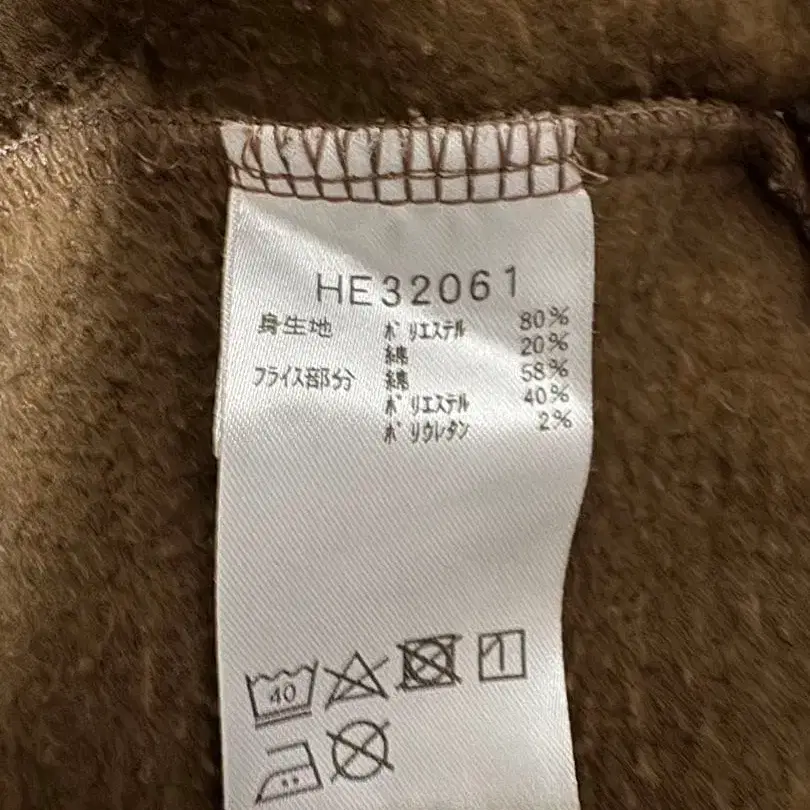 HE32061
身生地 ポリエステル 80%
綿 20%
フライス部分 綿 58%
ポリエステル 40%
ポリウレタン 2%
40